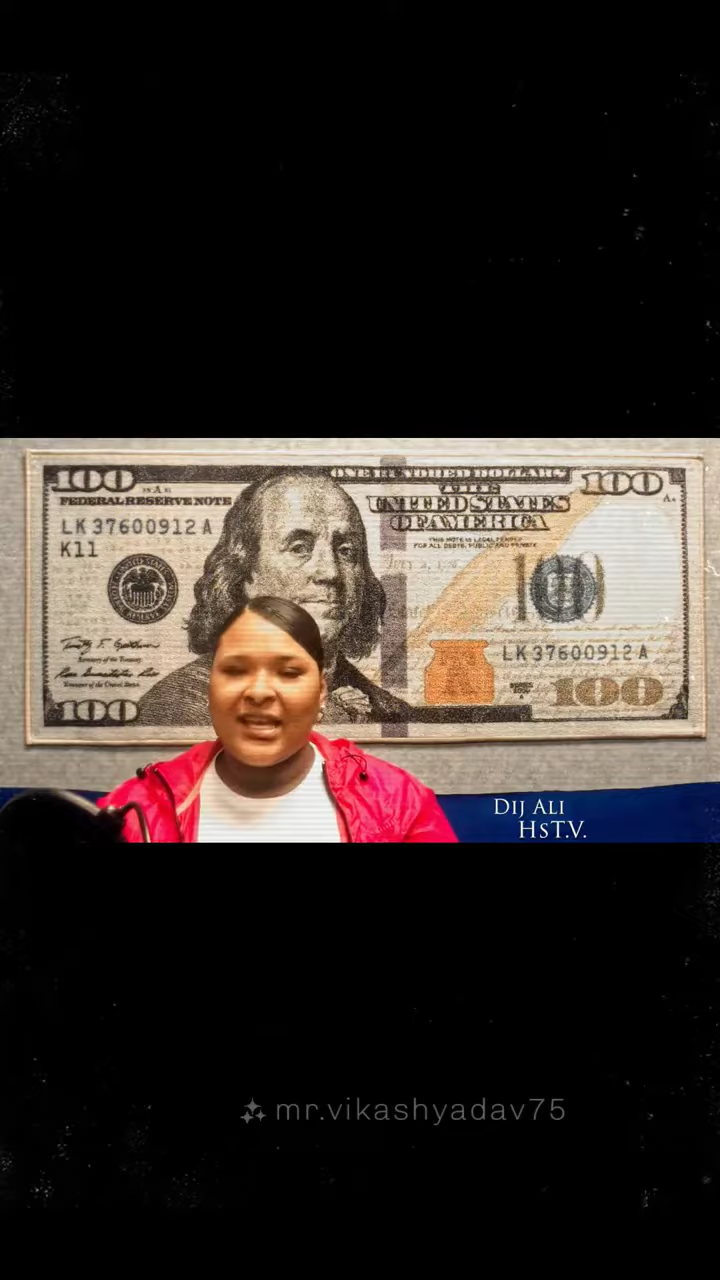 100
FEDERAL RESERVE NOTE
LK 37600912 A
K11
100
ONE HUNDRED DOLLARS
THE
UNITED STATES
OF AMERICA
THIS NOTE IS LEGAL TENDER
FOR ALL DEBTS, PUBLIC AND PRIVATE
100
100
LK 37600912 A
100
Dij Ali
HsT.V.
mr.vikashyadav75